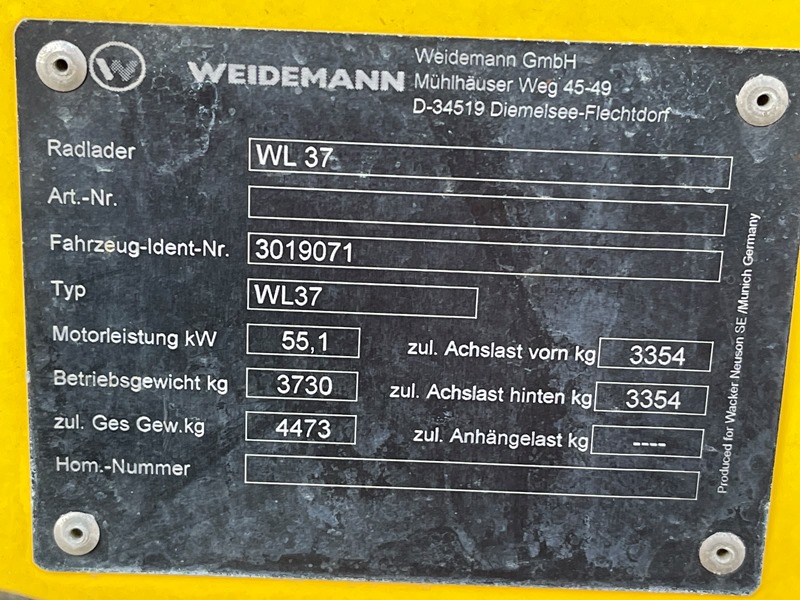 W WEIDEMANN
Weidemann GmbH
Mühlhäuser Weg 45-49
D-34519 Diemelsee-Flechtdorf
Radlader WL 37
Art.-Nr.
Fahrzeug-Ident-Nr. 3019071
Typ WL37
Motorleistung kW 55,1 zul. Achslast vorn kg 3354
Betriebsgewicht kg 3730 zul. Achslast hinten kg 3354
zul. Ges Gew.kg 4473 zul. Anhängelast kg ----
Hom.-Nummer
Produced for Wacker Neuson SE /Munich Germany